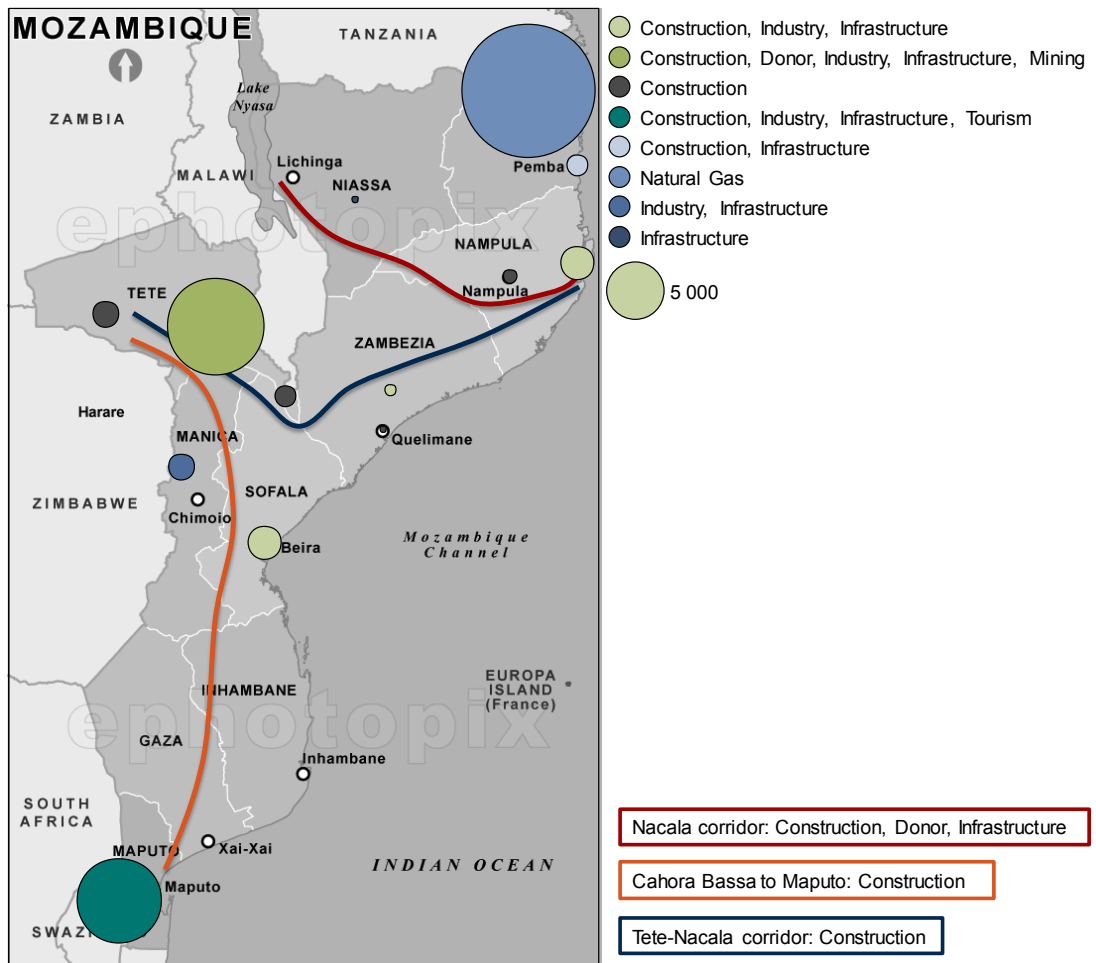 MOZAMBIQUE
TANZANIA
Lake
Nyasa
ZAMBIA
Lichinga
MALAWI
NIASSA
Pemba
ephotopix
NAMPULA
Nampula
TETE
ZAMBEZIA
Harare
MANICA
Quelimane
ZIMBABWE
SOFALA
Chimoio
Beira
Mozambique
Channel
EUROPA
ISLAND
(France)
INHAMBANE
ephotopix
GAZA
Inhambane
SOUTH
AFRICA
MAPUTO
Xai-Xai
Maputo
INDIAN OCEAN
Construction, Industry, Infrastructure
Construction, Donor, Industry, Infrastructure, Mining
Construction
Construction, Industry, Infrastructure, Tourism
Construction, Infrastructure
Natural Gas
Industry, Infrastructure
Infrastructure
5 000
Nacala corridor: Construction, Donor, Infrastructure
Cahora Bassa to Maputo: Construction
Tete-Nacala corridor: Construction